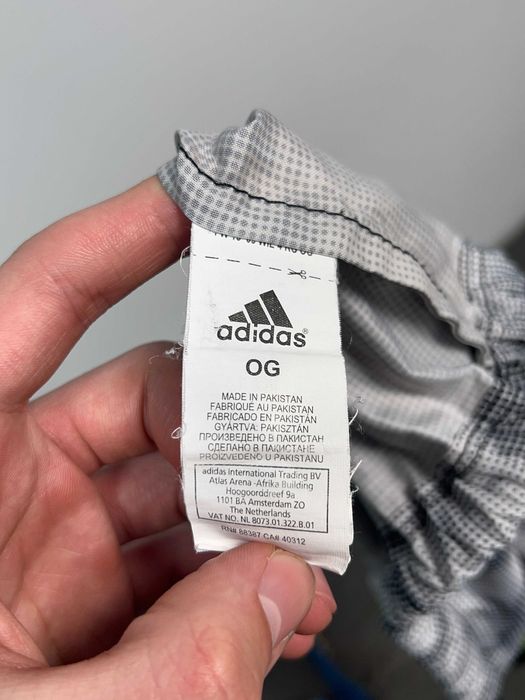 adidas®
OG
MADE IN PAKISTAN
FABRIQUÉ AU PAKISTAN
FABRICADO EN PAKISTÁN
GYÁRTVA: PAKISZTÁN
ПРОИЗВЕДЕНО В ПАКИСТАН
СДЕЛАНО В ПАКИСТАНЕ
PROIZVEDENO U PAKISTANU
adidas International Trading BV
Atlas Arena -Afrika Building
Hoogoorddreef 9a
1101 BA Amsterdam ZO
The Netherlands
VAT NO. NL 8073.01.322.B.01
RN# 88387 CA# 40312